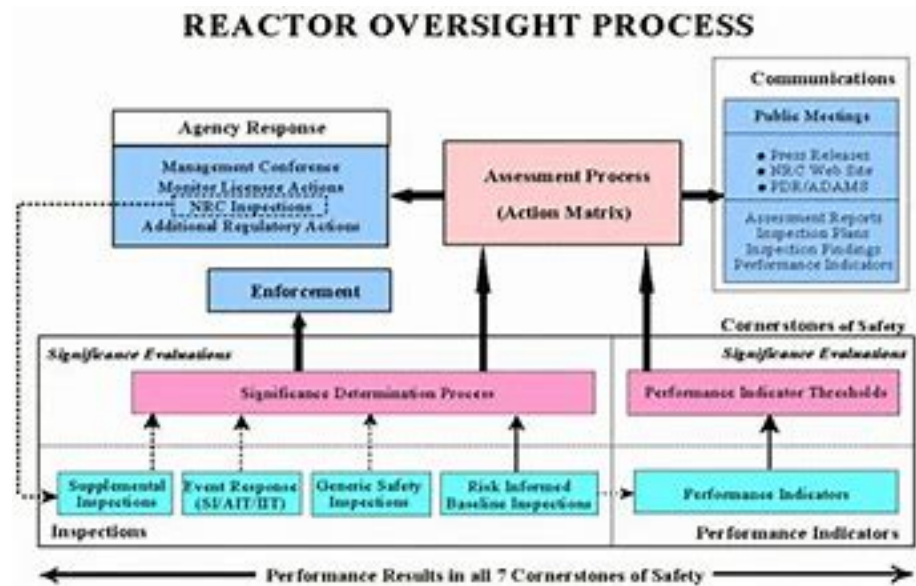 REACTOR OVERSIGHT PROCESS
Communications
Public Meetings
● Press Releases
● NRC Web Site
● PDR/ADAMS
Assessment Reports
Inspection Plans
Inspection Findings
Performance Indicators
Agency Response
Management Conference
Monitor Licensee Actions
NRC Inspections
Additional Regulatory Actions
Assessment Process
(Action Matrix)
Enforcement
Cornerstones of Safety
Significance Evaluations
Significance Evaluations
Significance Determination Process
Performance Indicator Thresholds
Supplemental
Inspections
Event Response
(SI/AIT/IIT)
Generic Safety
Inspections
Risk Informed
Baseline Inspections
Performance Indicators
Inspections
Performance Indicators
Performance Results in all 7 Cornerstones of Safety